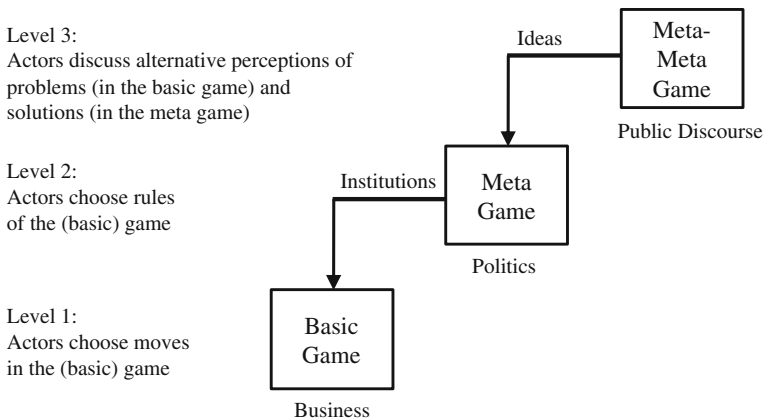 Level 3:
Actors discuss alternative perceptions of
problems (in the basic game) and
solutions (in the meta game)
Ideas
Meta-
Meta
Game
Public Discourse
Level 2:
Actors choose rules
of the (basic) game
Institutions
Meta
Game
Politics
Level 1:
Actors choose moves
in the (basic) game
Basic
Game
Business